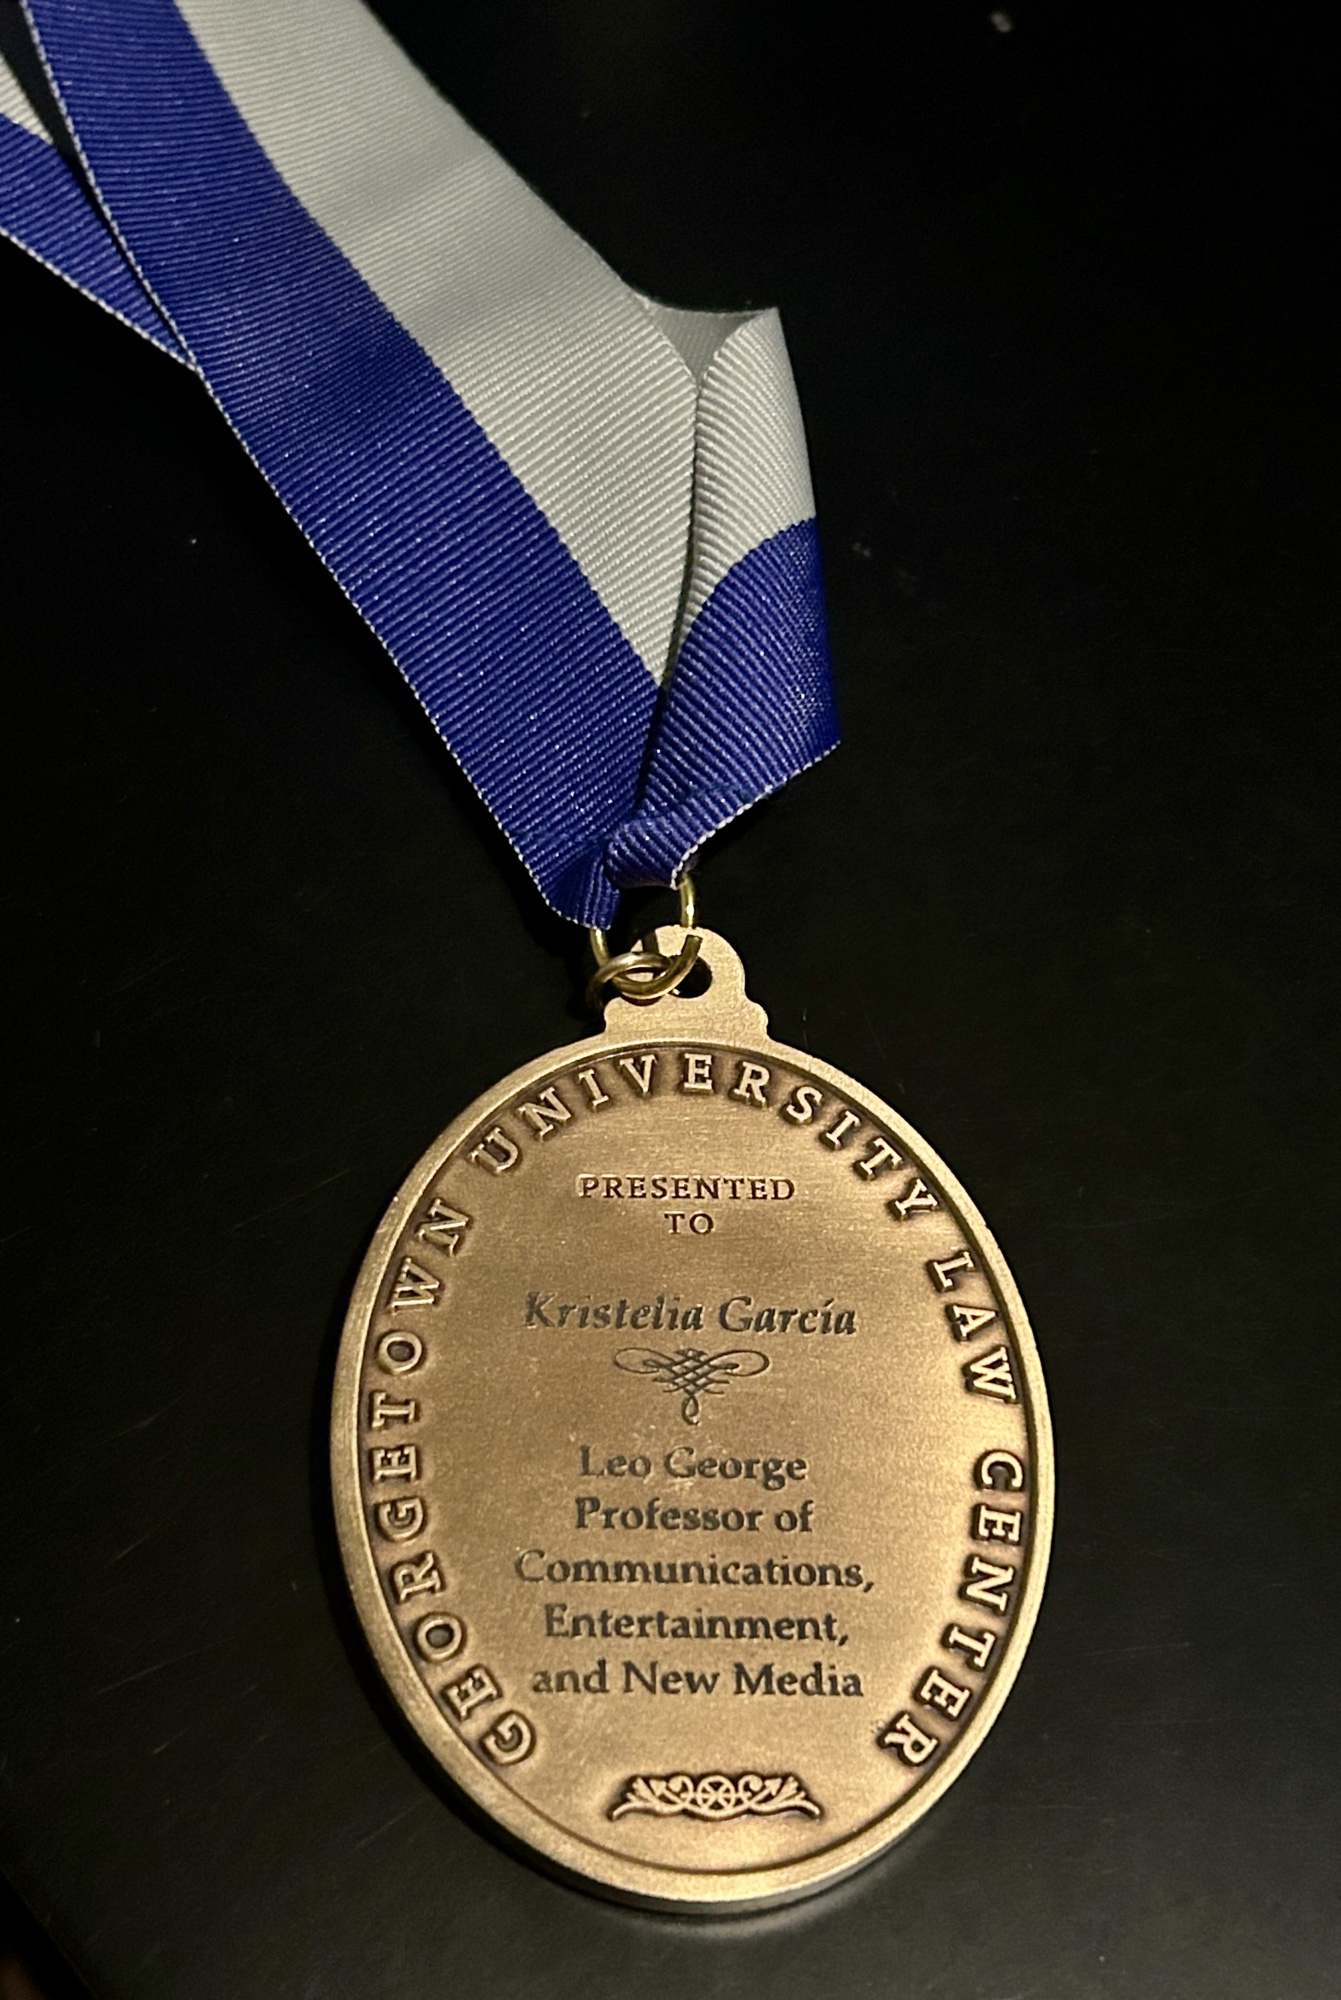 GEORGETOWN UNIVERSITY LAW CENTER
PRESENTED
TO
Kristelia García
Leo George
Professor of
Communications,
Entertainment,
and New Media